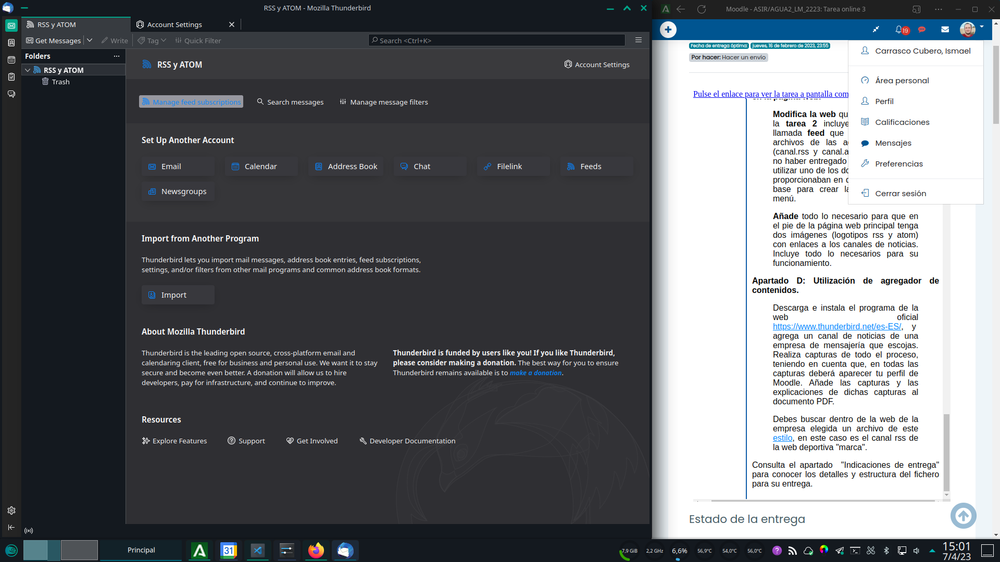 RSS y ATOM - Mozilla Thunderbird
RSS y ATOM
Account Settings
Get Messages
Write
Tag
Quick Filter
Search <Ctrl+K>
Folders
RSS y ATOM
Trash
RSS y ATOM
Account Settings
Manage feed subscriptions
Search messages
Manage message filters
Set Up Another Account
Email
Calendar
Address Book
Chat
Filelink
Feeds
Newsgroups
Import from Another Program
Thunderbird lets you import mail messages, address book entries, feed subscriptions,
settings, and/or filters from other mail programs and common address book formats.
Import
About Mozilla Thunderbird
Thunderbird is the leading open source, cross-platform email and
calendaring client, free for business and personal use. We want it to stay
secure and become even better. A donation will allow us to hire
developers, pay for infrastructure, and continue to improve.
Thunderbird is funded by users like you! If you like Thunderbird,
please consider making a donation. The best way for you to ensure
Thunderbird remains available is to make a donation.
Resources
Explore Features
Support
Get Involved
Developer Documentation
Moodle - ASIR/AGUA2_LM_2223: Tarea online 3
19
Fecha de entrega óptima: jueves, 16 de febrero de 2023, 23:55
Por hacer: Hacer un envío
Carrasco Cubero, Ismael
Área personal
Perfil
Calificaciones
Mensajes
Preferencias
Cerrar sesión
Pulse el enlace para ver la tarea a pantalla com
Modifica la web qu
la tarea 2 incluye
llamada feed que
archivos de las a
(canal.rss y canal.a
no haber entregado
utilizar uno de los do
proporcionaban en
base para crear la
menú.
Añade todo lo necesario para que en
el pie de la página web principal tenga
dos imágenes (logotipos rss y atom)
con enlaces a los canales de noticias.
Incluye todo lo necesarios para su
funcionamiento.
Apartado D: Utilización de agregador de
contenidos.
Descarga e instala el programa de la
web oficial
https://www.thunderbird.net/es-ES/, y
agrega un canal de noticias de una
empresa de mensajería que escojas.
Realiza capturas de todo el proceso,
teniendo en cuenta que, en todas las
capturas deberá aparecer tu perfil de
Moodle. Añade las capturas y las
explicaciones de dichas capturas al
documento PDF.
Debes buscar dentro de la web de la
empresa elegida un archivo de este
estilo, en este caso es el canal rss de
la web deportiva "marca".
Consulta el apartado "Indicaciones de entrega"
para conocer los detalles y estructura del fichero
para su entrega.
Estado de la entrega
Principal
31
7,9 GiB
2,2 GHz
6,6%
56,9°C
54,0°C
56,0°C
15:01
7/4/23